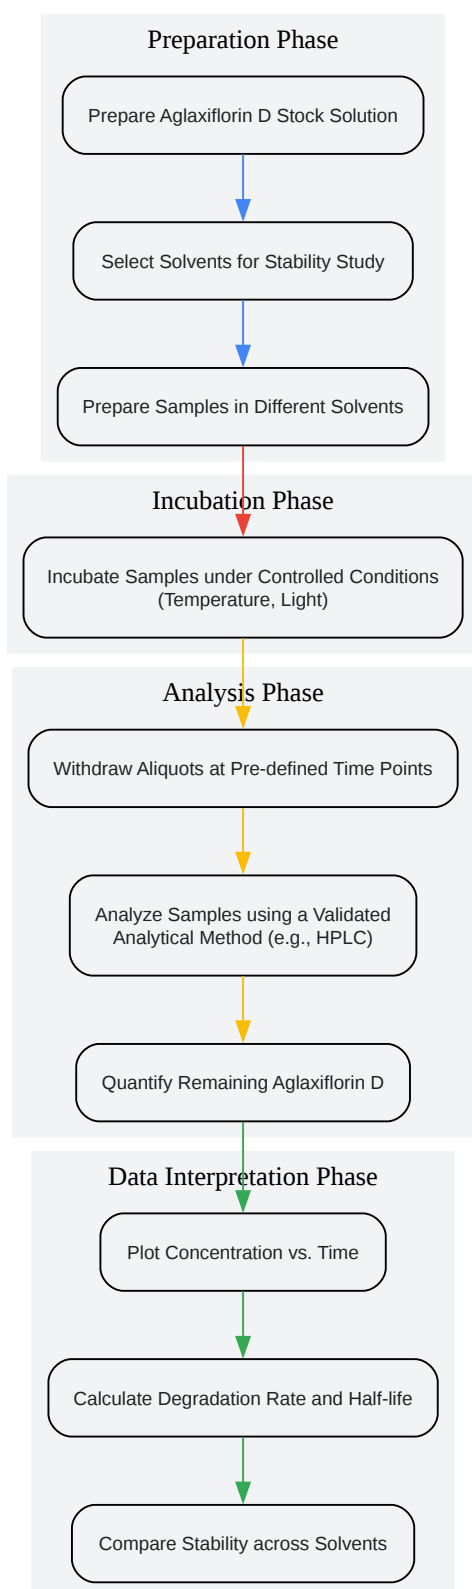 Preparation Phase
Prepare Aglaxiflorin D Stock Solution
Select Solvents for Stability Study
Prepare Samples in Different Solvents
Incubation Phase
Incubate Samples under Controlled Conditions
(Temperature, Light)
Analysis Phase
Withdraw Aliquots at Pre-defined Time Points
Analyze Samples using a Validated
Analytical Method (e.g., HPLC)
Quantify Remaining Aglaxiflorin D
Data Interpretation Phase
Plot Concentration vs. Time
Calculate Degradation Rate and Half-life
Compare Stability across Solvents